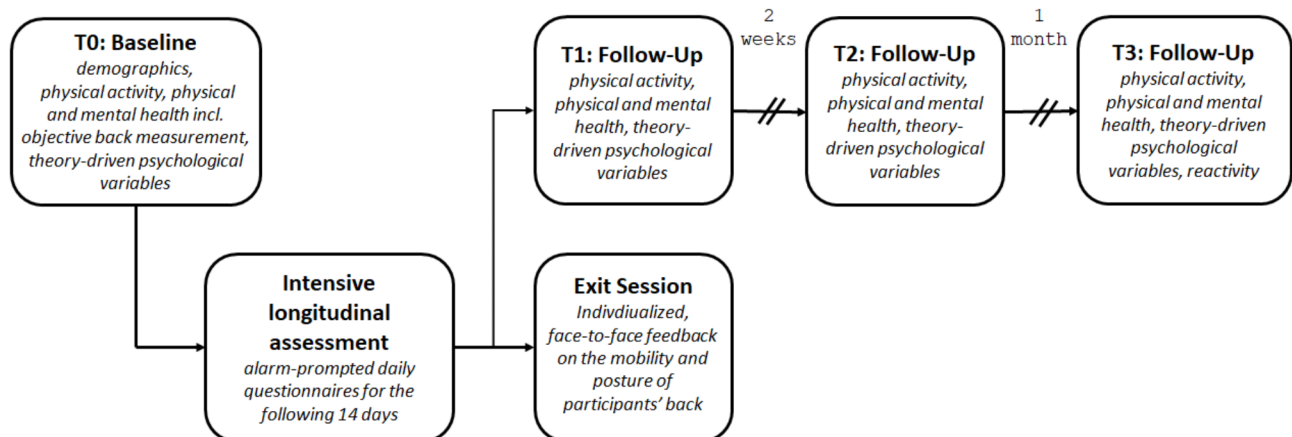 T0: Baseline
demographics,
physical activity, physical
and mental health incl.
objective back measurement,
theory-driven psychological
variables
Intensive
longitudinal
assessment
alarm-prompted daily
questionnaires for the
following 14 days
T1: Follow-Up
physical activity,
physical and mental
health, theory-
driven psychological
variables
Exit Session
Indivdiualized,
face-to-face feedback
on the mobility and
posture of
participants’ back
2
weeks
T2: Follow-Up
physical activity,
physical and mental
health, theory-
driven psychological
variables
1
month
T3: Follow-Up
physical activity,
physical and mental
health, theory-driven
psychological
variables, reactivity